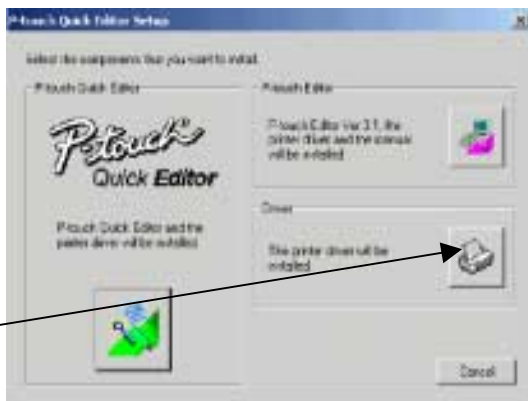 P-touch Quick Editor Setup
Select the components that you want to install.
P-touch Quick Editor
P-touch
Quick Editor
P-touch Quick Editor and the
printer driver will be installed.
P-touch Editor
P-touch Editor Ver 3.1, the
printer driver and the manual
will be installed.
Driver
The printer driver will be
installed.
Cancel